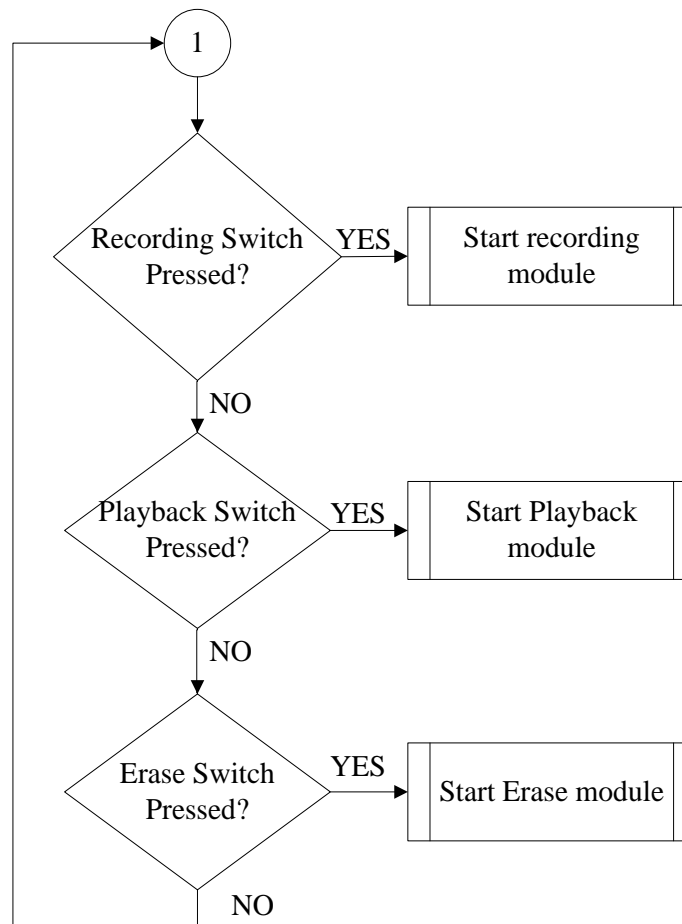 1
Recording Switch
Pressed?
YES
Start recording
module
NO
Playback Switch
Pressed?
YES
Start Playback
module
NO
Erase Switch
Pressed?
YES
Start Erase module
NO